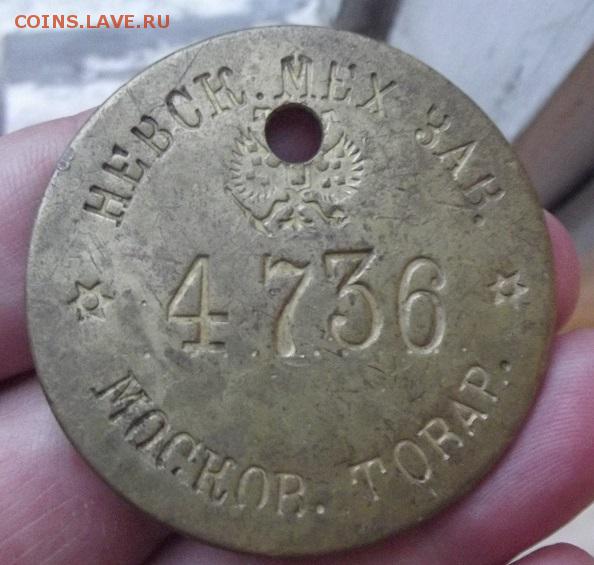 COINS.LAVE.RU
НЕВСК. МЕХ ЗАВ.
4736
МОСКОВ. ТОВАР.